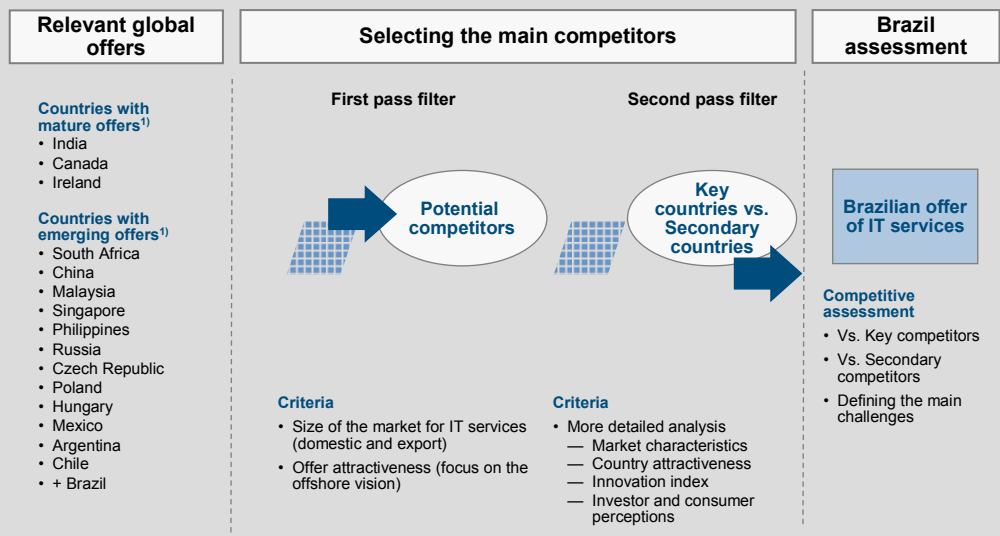 Relevant global
offers
Selecting the main competitors
Brazil
assessment
Countries with
mature offers1)
• India
• Canada
• Ireland
Countries with
emerging offers1)
• South Africa
• China
• Malaysia
• Singapore
• Philippines
• Russia
• Czech Republic
• Poland
• Hungary
• Mexico
• Argentina
• Chile
• + Brazil
First pass filter
Potential
competitors
Criteria
• Size of the market for IT services
(domestic and export)
• Offer attractiveness (focus on the
offshore vision)
Second pass filter
Key
countries vs.
Secondary
countries
Criteria
• More detailed analysis
— Market characteristics
— Country attractiveness
— Innovation index
— Investor and consumer
perceptions
Brazilian offer
of IT services
Competitive
assessment
• Vs. Key competitors
• Vs. Secondary
competitors
• Defining the main
challenges